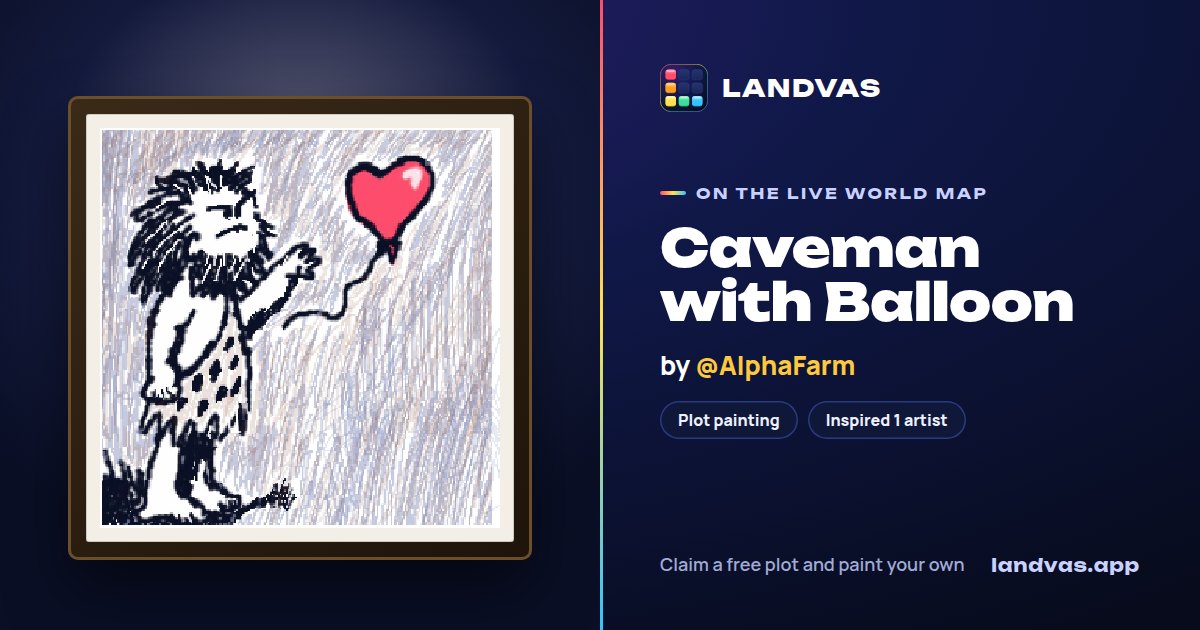 LANDVAS
ON THE LIVE WORLD MAP
Caveman
with Balloon
by @AlphaFarm
Plot painting
Inspired 1 artist
Claim a free plot and paint your own
landvas.app